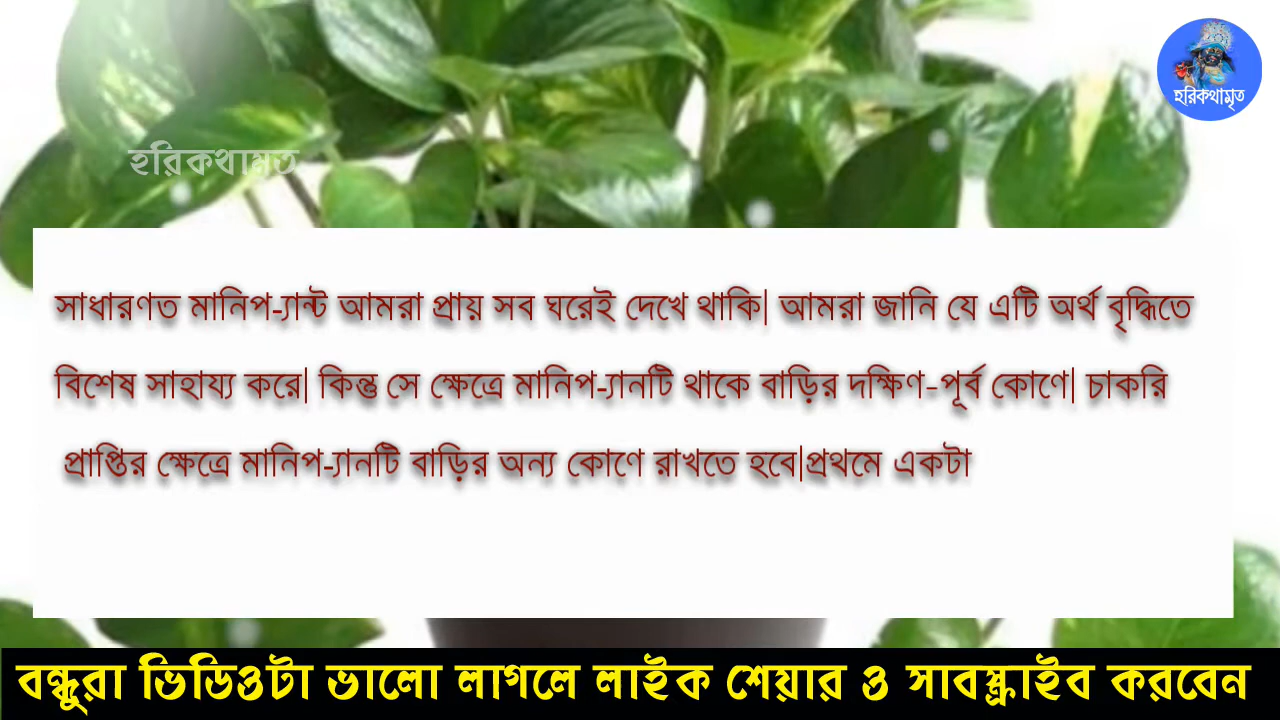 হরিকথামৃত
হরিকথামৃত
সাধারণত মানিপ-্যান্ট আমরা প্রায় সব ঘরেই দেখে থাকি| আমরা জানি যে এটি অর্থ বৃদ্ধিতে
বিশেষ সাহায্য করে| কিন্তু সে ক্ষেত্রে মানিপ-্যানটি থাকে বাড়ির দক্ষিণ-পূর্ব কোণে| চাকরি
প্রাপ্তির ক্ষেত্রে মানিপ-্যানটি বাড়ির অন্য কোণে রাখতে হবে|প্রথমে একটা
বন্ধুরা ভিডিওটা ভালো লাগলে লাইক শেয়ার ও সাবস্ক্রাইব করবেন